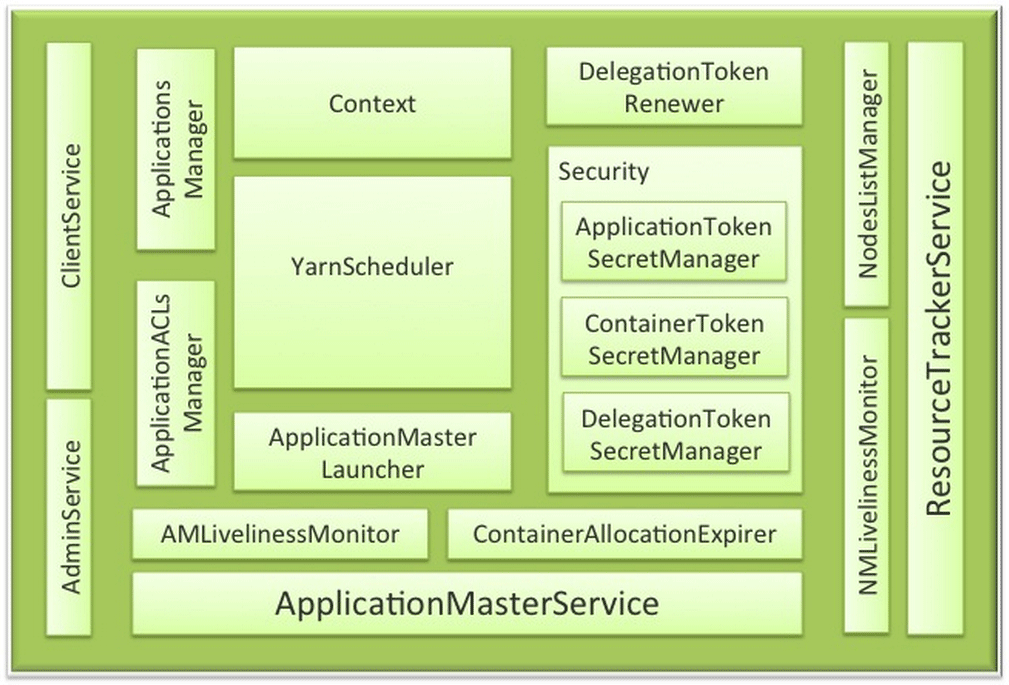 ClientService
AdminService
Applications
Manager
ApplicationACLs
Manager
Context
YarnScheduler
ApplicationMaster
Launcher
DelegationToken
Renewer
Security
ApplicationToken
SecretManager
ContainerToken
SecretManager
DelegationToken
SecretManager
AMLivelinessMonitor
ContainerAllocationExpirer
ApplicationMasterService
NodesListManager
NMLivelinessMonitor
ResourceTrackerService